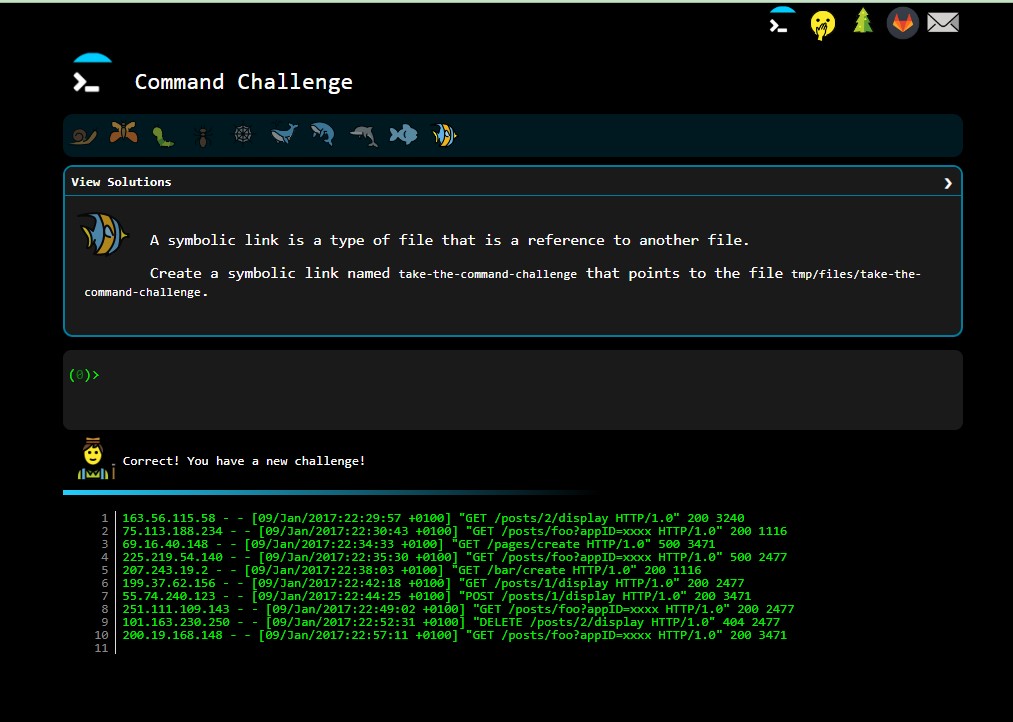 Command Challenge
View Solutions
A symbolic link is a type of file that is a reference to another file.
Create a symbolic link named take-the-command-challenge that points to the file tmp/files/take-the-
command-challenge.
(0)>
Correct! You have a new challenge!
1 163.56.115.58 - - [09/Jan/2017:22:29:57 +0100] "GET /posts/2/display HTTP/1.0" 200 3240
2 75.113.188.234 - - [09/Jan/2017:22:30:43 +0100] "GET /posts/foo?appID=xxxx HTTP/1.0" 200 1116
3 69.16.40.148 - - [09/Jan/2017:22:34:33 +0100] "GET /pages/create HTTP/1.0" 500 3471
4 225.219.54.140 - - [09/Jan/2017:22:35:30 +0100] "GET /posts/foo?appID=xxxx HTTP/1.0" 500 2477
5 207.243.19.2 - - [09/Jan/2017:22:38:03 +0100] "GET /bar/create HTTP/1.0" 200 1116
6 199.37.62.156 - - [09/Jan/2017:22:42:18 +0100] "GET /posts/1/display HTTP/1.0" 200 2477
7 55.74.240.123 - - [09/Jan/2017:22:44:25 +0100] "POST /posts/1/display HTTP/1.0" 200 3471
8 251.111.109.143 - - [09/Jan/2017:22:49:02 +0100] "GET /posts/foo?appID=xxxx HTTP/1.0" 200 2477
9 101.163.230.250 - - [09/Jan/2017:22:52:31 +0100] "DELETE /posts/2/display HTTP/1.0" 404 2477
10 200.19.168.148 - - [09/Jan/2017:22:57:11 +0100] "GET /posts/foo?appID=xxxx HTTP/1.0" 200 3471
11